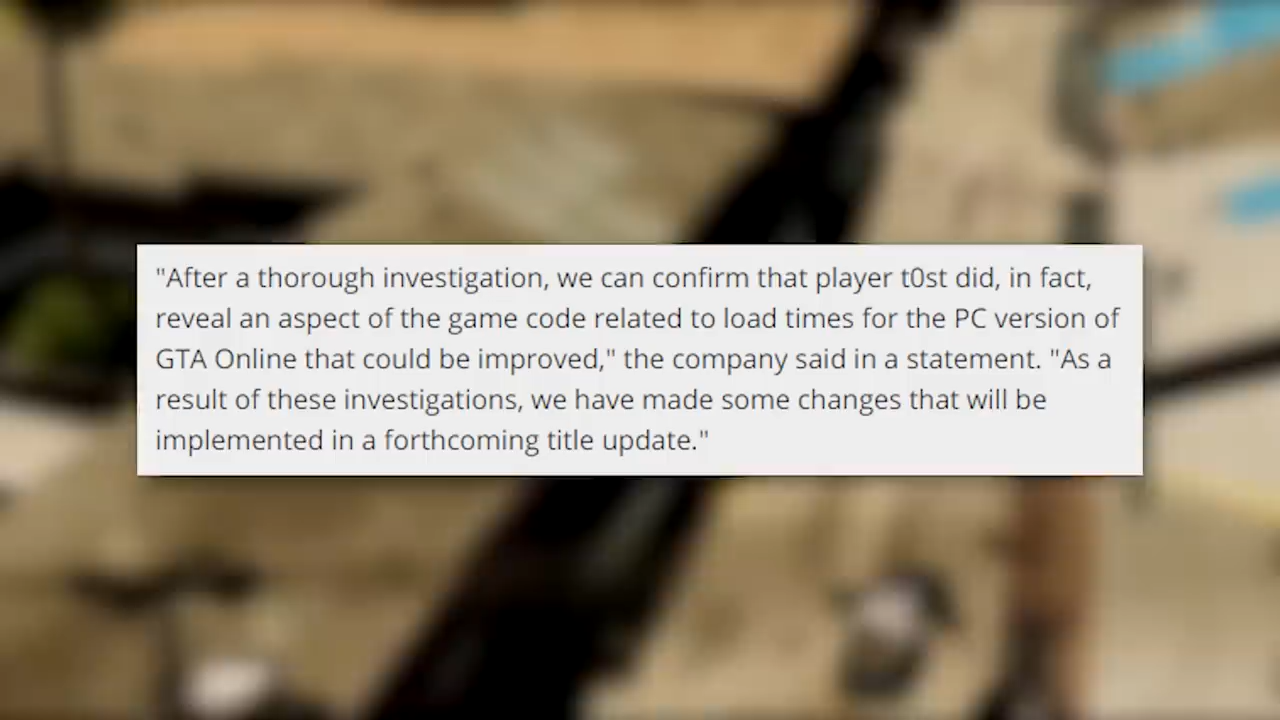 "After a thorough investigation, we can confirm that player t0st did, in fact,
reveal an aspect of the game code related to load times for the PC version of
GTA Online that could be improved," the company said in a statement. "As a
result of these investigations, we have made some changes that will be
implemented in a forthcoming title update."